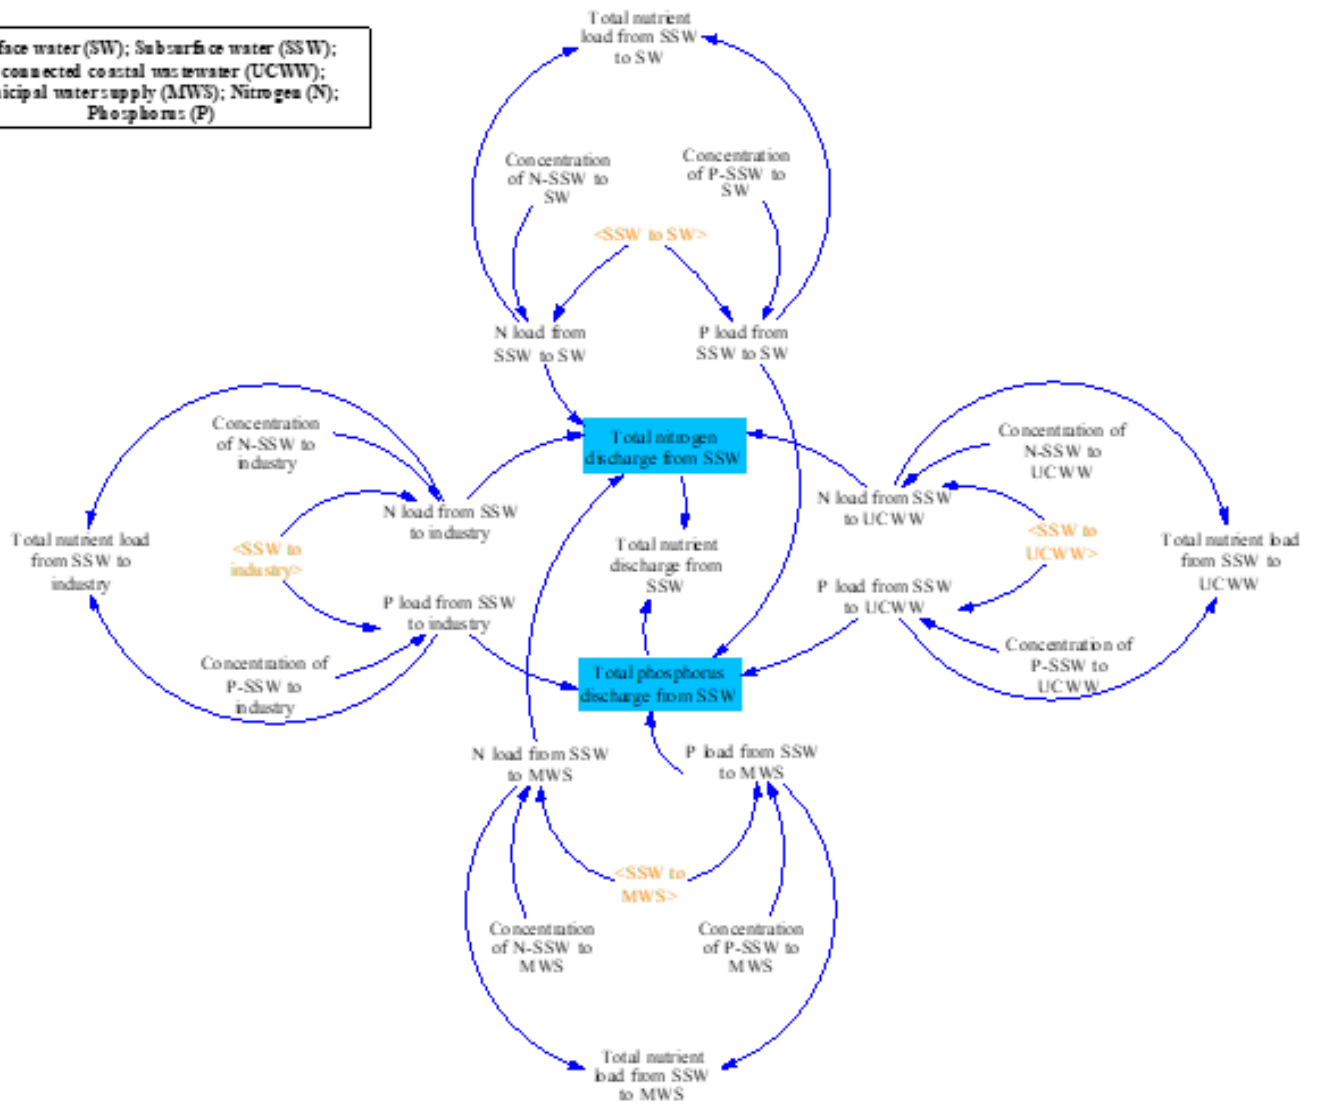 face water (SW); Subsurface water (SSW);
connected coastal wastewater (UCWW);
nicipal water supply (MWS); Nitrogen (N);
Phosphorus (P)
Total nutrient
load from SSW
to SW
Concentration
of N-SSW to
SW
Concentration
of P-SSW to
SW
<SSW to SW>
N load from
SSW to SW
P load from
SSW to SW
Concentration
of N-SSW to
industry
Total nitrogen
discharge from SSW
Concentration of
N-SSW to
UCWW
N load from SSW
to industry
N load from SSW
to UCWW
Total nutrient load
from SSW to
industry
<SSW to
industry>
Total nutrient
discharge from
SSW
<SSW to
UCWW>
Total nutrient load
from SSW to
UCWW
P load from SSW
to industry
P load from SSW
to UCWW
Concentration of
P-SSW to
industry
Total phosphorus
discharge from SSW
Concentration of
P-SSW to
UCWW
N load from SSW
to MWS
P load from SSW
to MWS
<SSW to
MWS>
Concentration
of N-SSW to
MWS
Concentration
of P-SSW to
MWS
Total nutrient
load from SSW
to MWS